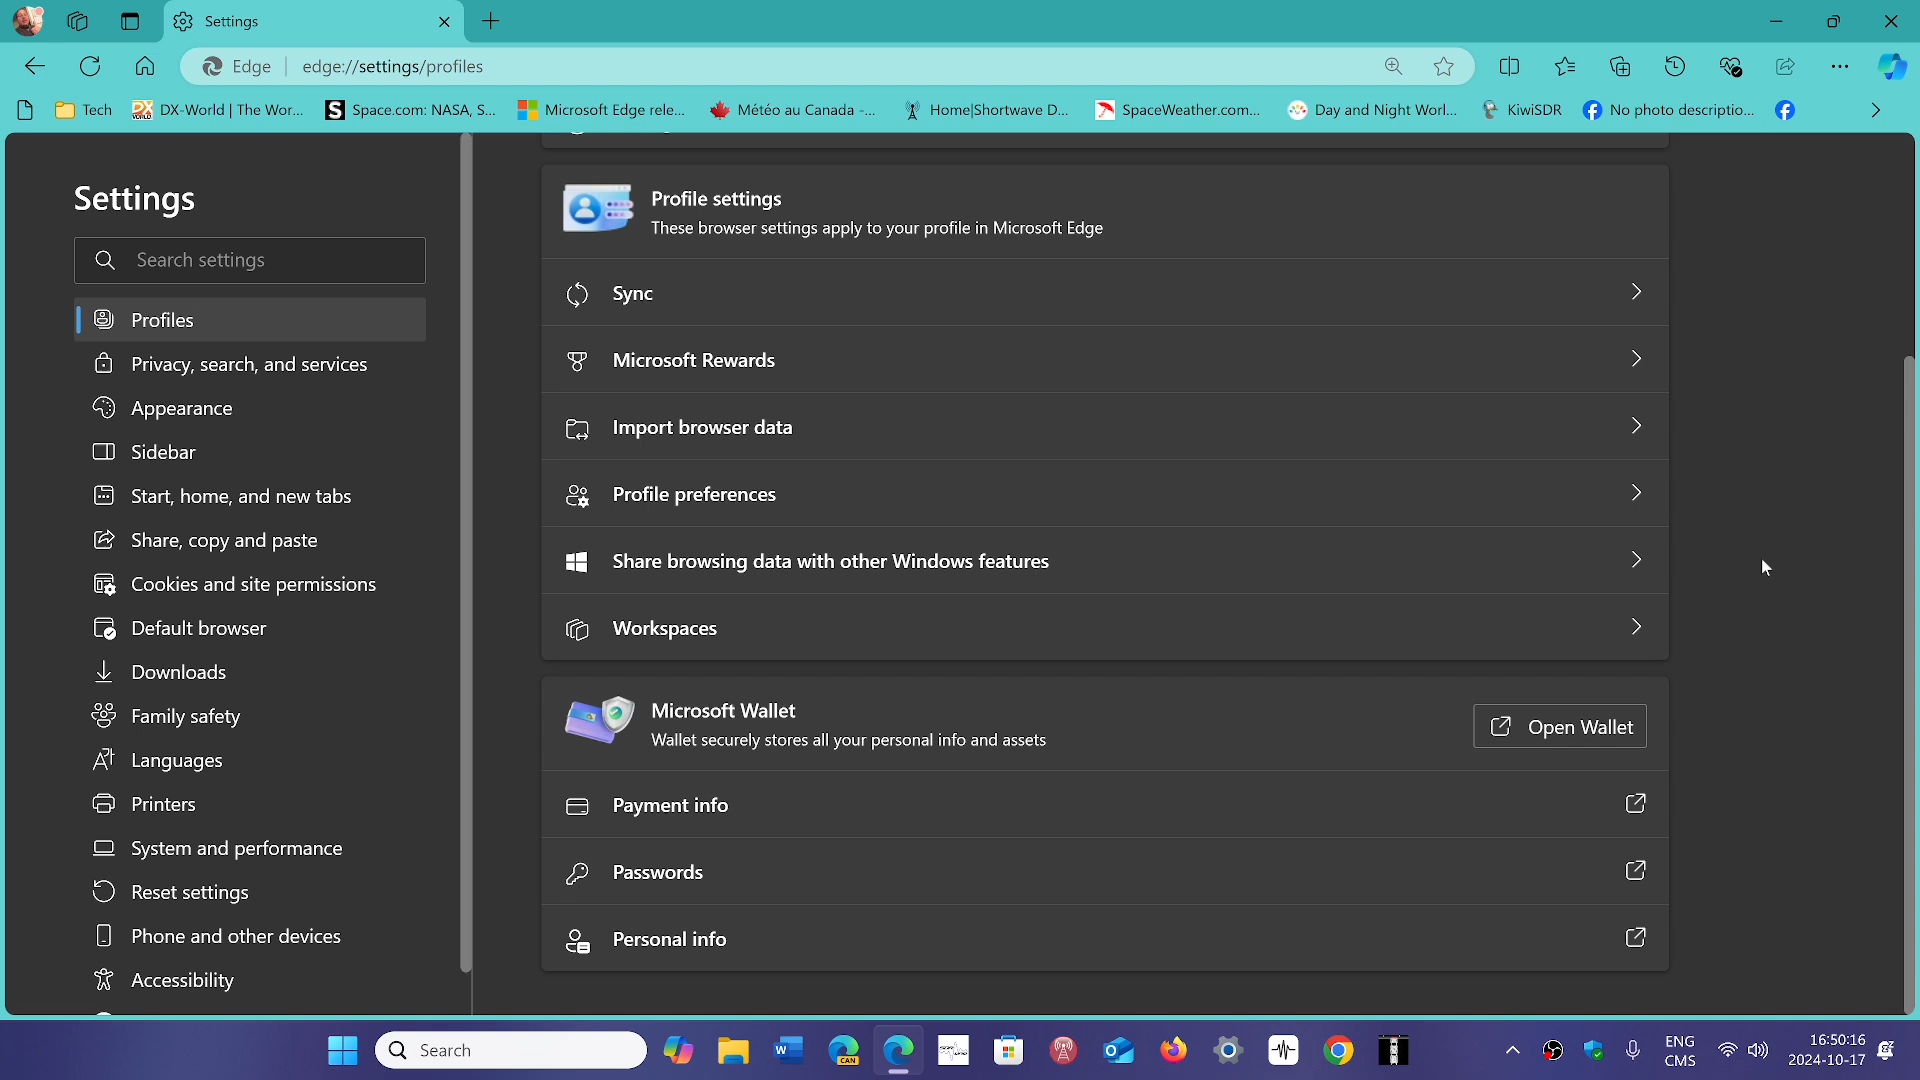 Settings
Edge
edge://settings/profiles
Tech
DX-World | The Wor...
Space.com: NASA, S...
Microsoft Edge rele...
Météo au Canada -...
Home|Shortwave D...
SpaceWeather.com...
Day and Night Worl...
KiwiSDR
No photo descriptio...
Settings
Search settings
Profiles
Privacy, search, and services
Appearance
Sidebar
Start, home, and new tabs
Share, copy and paste
Cookies and site permissions
Default browser
Downloads
Family safety
Languages
Printers
System and performance
Reset settings
Phone and other devices
Accessibility
Profile settings
These browser settings apply to your profile in Microsoft Edge
Sync
Microsoft Rewards
Import browser data
Profile preferences
Share browsing data with other Windows features
Workspaces
Microsoft Wallet
Wallet securely stores all your personal info and assets
Open Wallet
Payment info
Passwords
Personal info
Search
CAN
ENG
CMS
16:50:16
2024-10-17